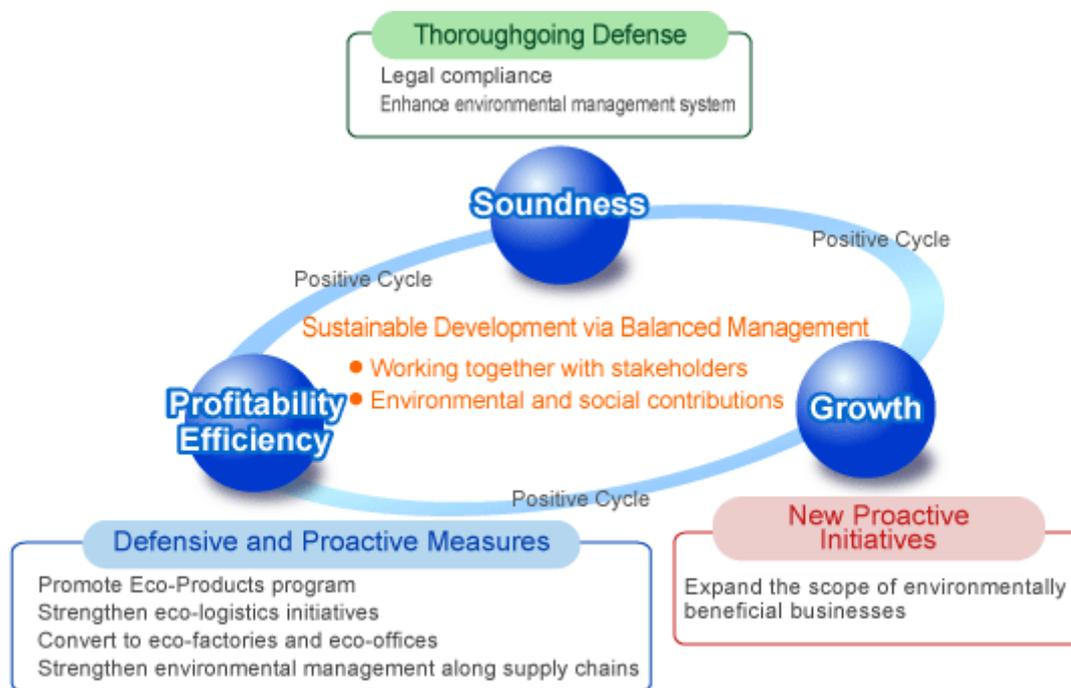 Thoroughgoing Defense
Legal compliance
Enhance environmental management system
Soundness
Positive Cycle
Positive Cycle
Sustainable Development via Balanced Management
• Working together with stakeholders
• Environmental and social contributions
Profitability
Efficiency
Growth
Positive Cycle
Defensive and Proactive Measures
Promote Eco-Products program
Strengthen eco-logistics initiatives
Convert to eco-factories and eco-offices
Strengthen environmental management along supply chains
New Proactive
Initiatives
Expand the scope of environmentally
beneficial businesses